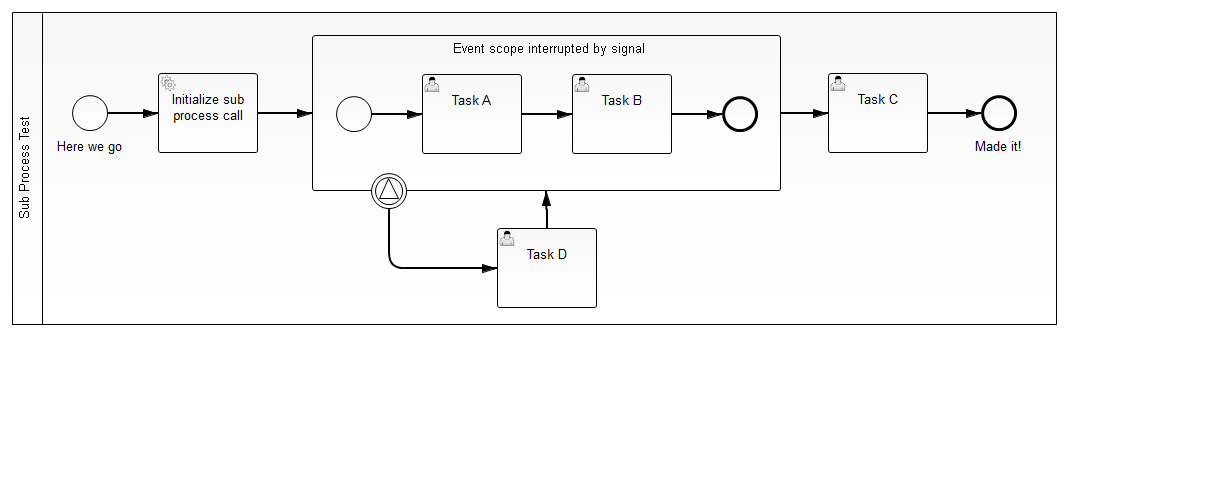 Sub Process Test
Here we go
Initialize sub
process call
Event scope interrupted by signal
Task A
Task B
Task C
Made it!
Task D